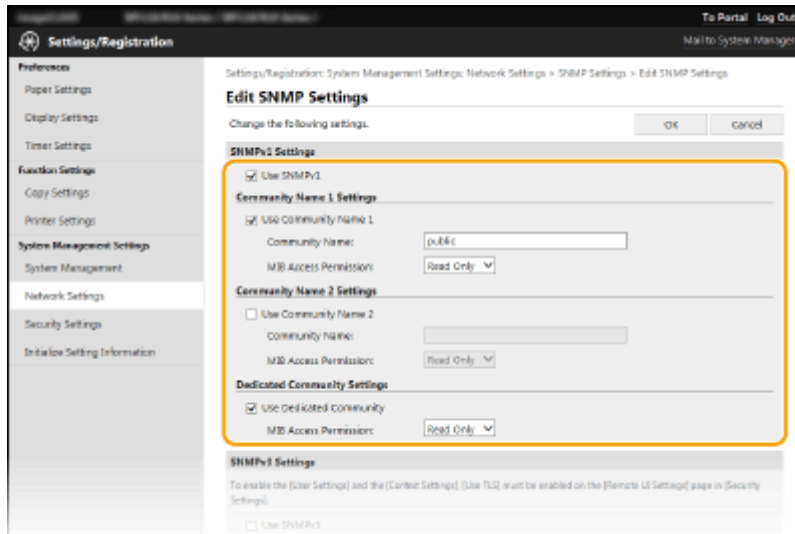 To Portal Log Out
Settings/Registration
Mail to System Manager
Preferences
Paper Settings
Display Settings
Timer Settings
Function Settings
Copy Settings
Printer Settings
System Management Settings
System Management
Network Settings
Security Settings
Initialize Setting Information
Settings/Registration: System Management Settings: Network Settings > SNMP Settings > Edit SNMP Settings
Edit SNMP Settings
Change the following settings.
OK Cancel
SNMPv1 Settings
Use SNMPv1
Community Name 1 Settings
Use Community Name 1
Community Name: public
MIB Access Permission: Read Only
Community Name 2 Settings
Use Community Name 2
Community Name:
MIB Access Permission: Read Only
Dedicated Community Settings
Use Dedicated Community
MIB Access Permission: Read Only
SNMPv3 Settings
To enable the [User Settings] and the [Context Settings], [Use TLS] must be enabled on the [Remote UI Settings] page in [Security
Settings].
Use SNMPv3